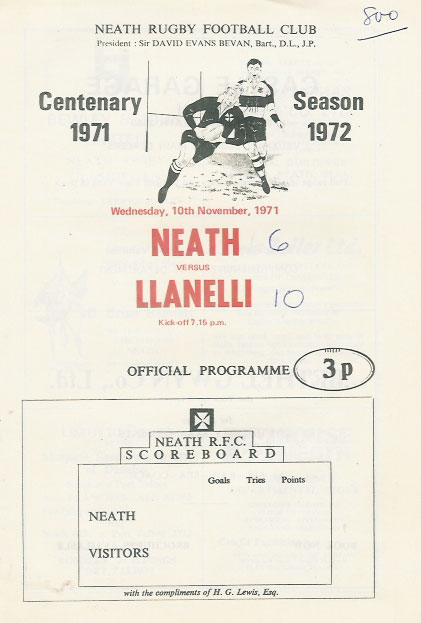 800
NEATH RUGBY FOOTBALL CLUB
President : Sir DAVID EVANS BEVAN, Bart., D.L., J.P.
Centenary Season
1971 1972
Wednesday, 10th November, 1971
NEATH 6
VERSUS
LLANELLI 10
Kick-off 7.15 p.m.
OFFICIAL PROGRAMME 3p
NEATH R.F.C.
SCOREBOARD
Goals Tries Points
NEATH
VISITORS
with the compliments of H. G. Lewis, Esq.